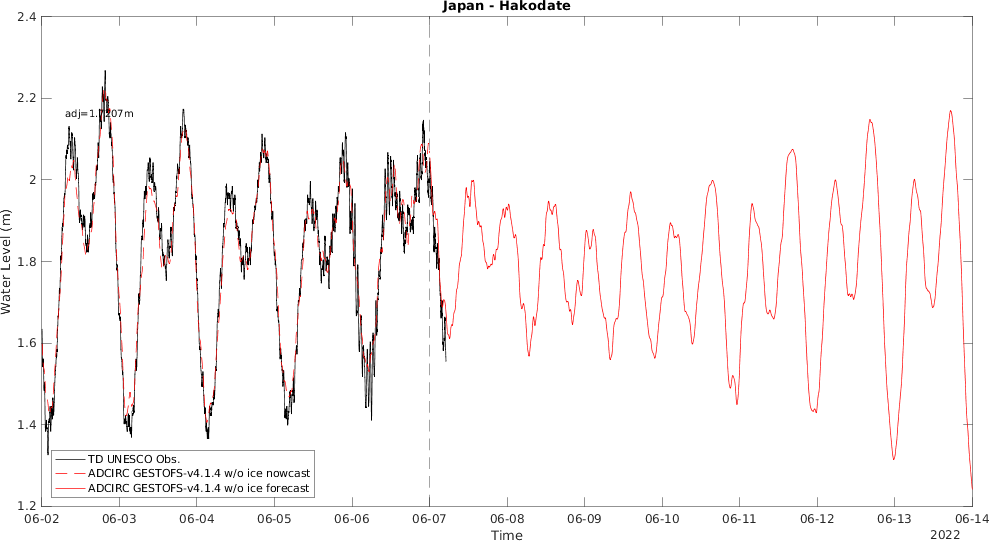 Japan - Hakodate
2.4
2.2
2
1.8
1.6
1.4
1.2
Water Level (m)
adj=1.7207m
TD UNESCO Obs.
ADCIRC GESTOFS-v4.1.4 w/o ice nowcast
ADCIRC GESTOFS-v4.1.4 w/o ice forecast
06-02 06-03 06-04 06-05 06-06 06-07 06-08 06-09 06-10 06-11 06-12 06-13 06-14
Time
2022